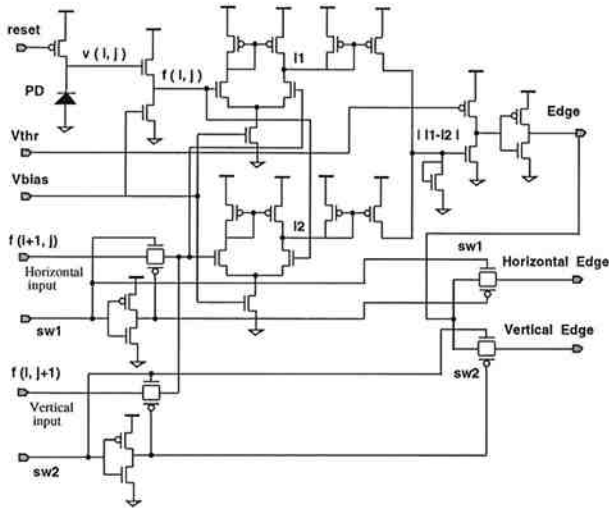 reset
v (I, j)
I1
f (I, j)
PD
Edge
Vthr
| I1-I2 |
Vbias
I2
f (I+1, j)
sw1
Horizontal
input
Horizontal Edge
sw1
Vertical Edge
f (I, j+1)
sw2
Vertical
input
sw2